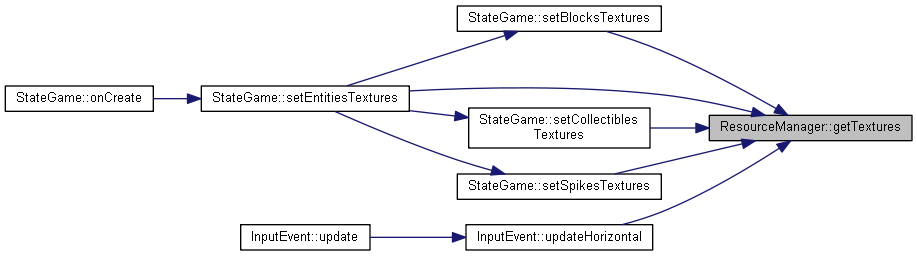 StateGame::setBlocksTextures
StateGame::onCreate
StateGame::setEntitiesTextures
StateGame::setCollectibles
Textures
ResourceManager::getTextures
StateGame::setSpikesTextures
InputEvent::update
InputEvent::updateHorizontal